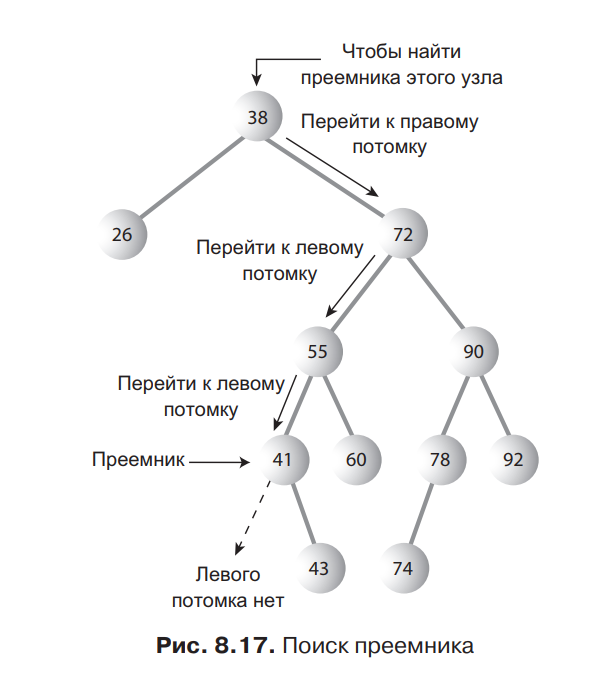 Чтобы найти
преемника этого узла
38
Перейти к правому
потомку
26
72
Перейти к левому
потомку
55
90
Перейти к левому
потомку
Преемник
41
60
78
92
43
74
Левого
потомка нет
Рис. 8.17. Поиск преемника